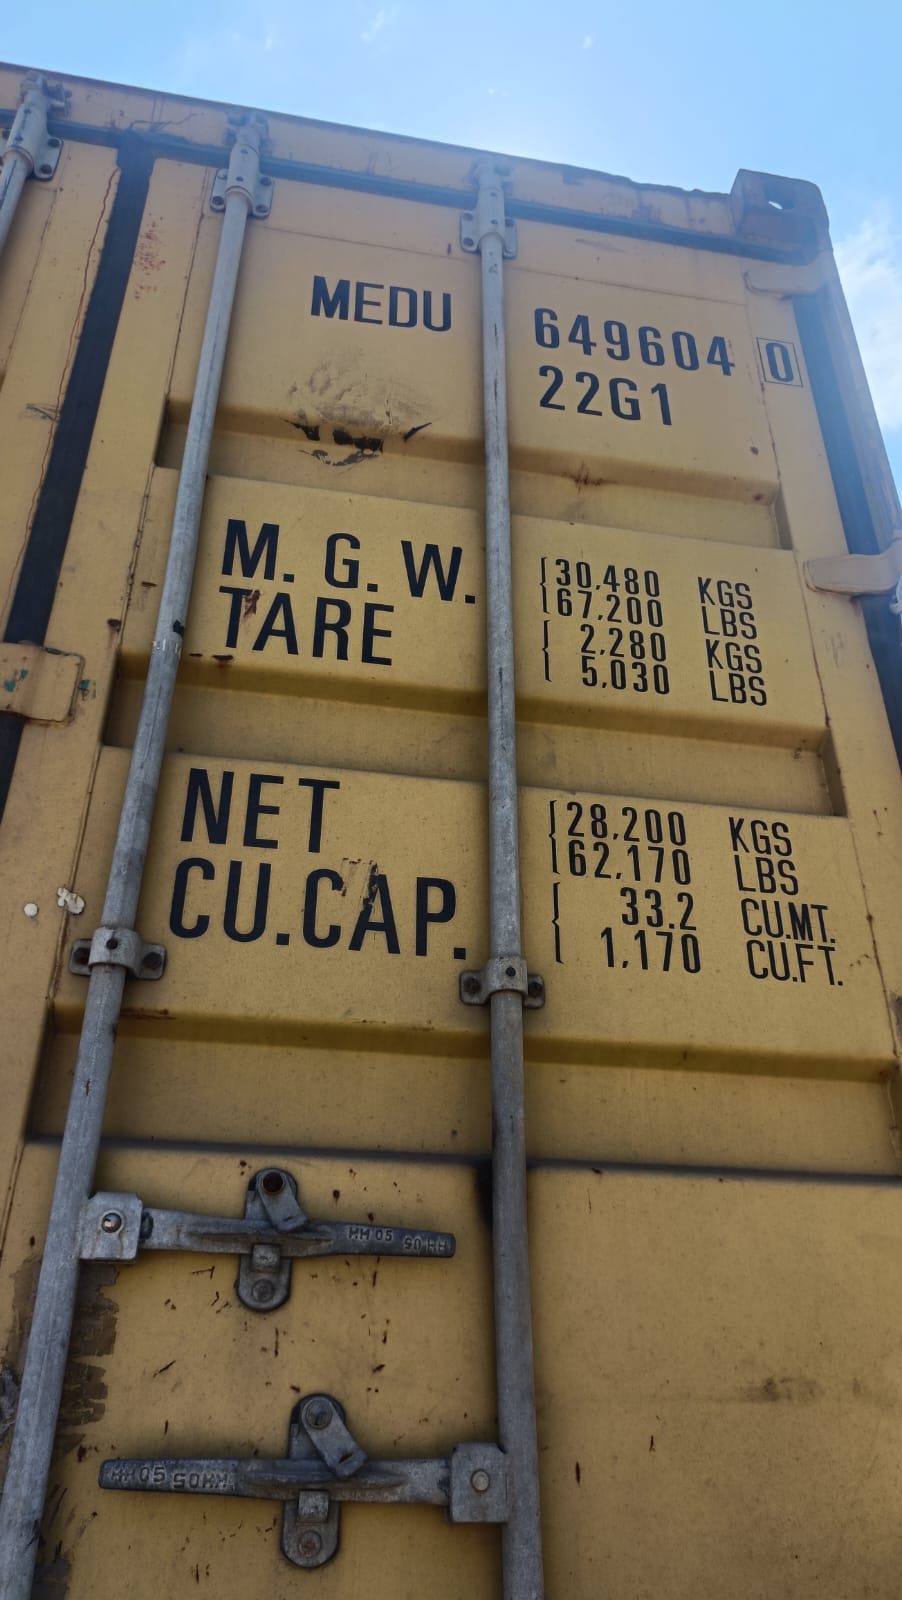 MEDU 649604 0
22G1
M. G. W. 30,480 KGS
67,200 LBS
TARE 2,280 KGS
5,030 LBS
NET 28,200 KGS
62,170 LBS
CU.CAP. 33.2 CU.MT.
1,170 CU.FT.